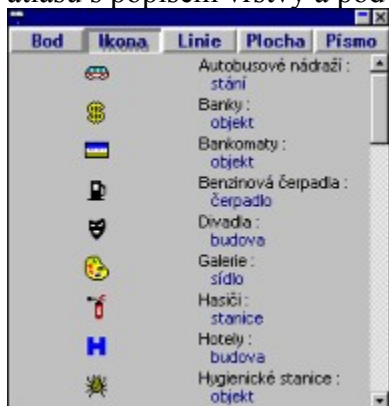 atlasu s popisem vrstvy a pod
Bod Ikona Linie Plocha Písmo
Autobusové nádraží :
stání
Banky :
objekt
Bankomaty :
objekt
Benzinová čerpadla :
čerpadlo
Divadla :
budova
Galerie :
sídlo
Hasiči :
stanice
H Hotely :
budova
Hygienické stanice :
objekt